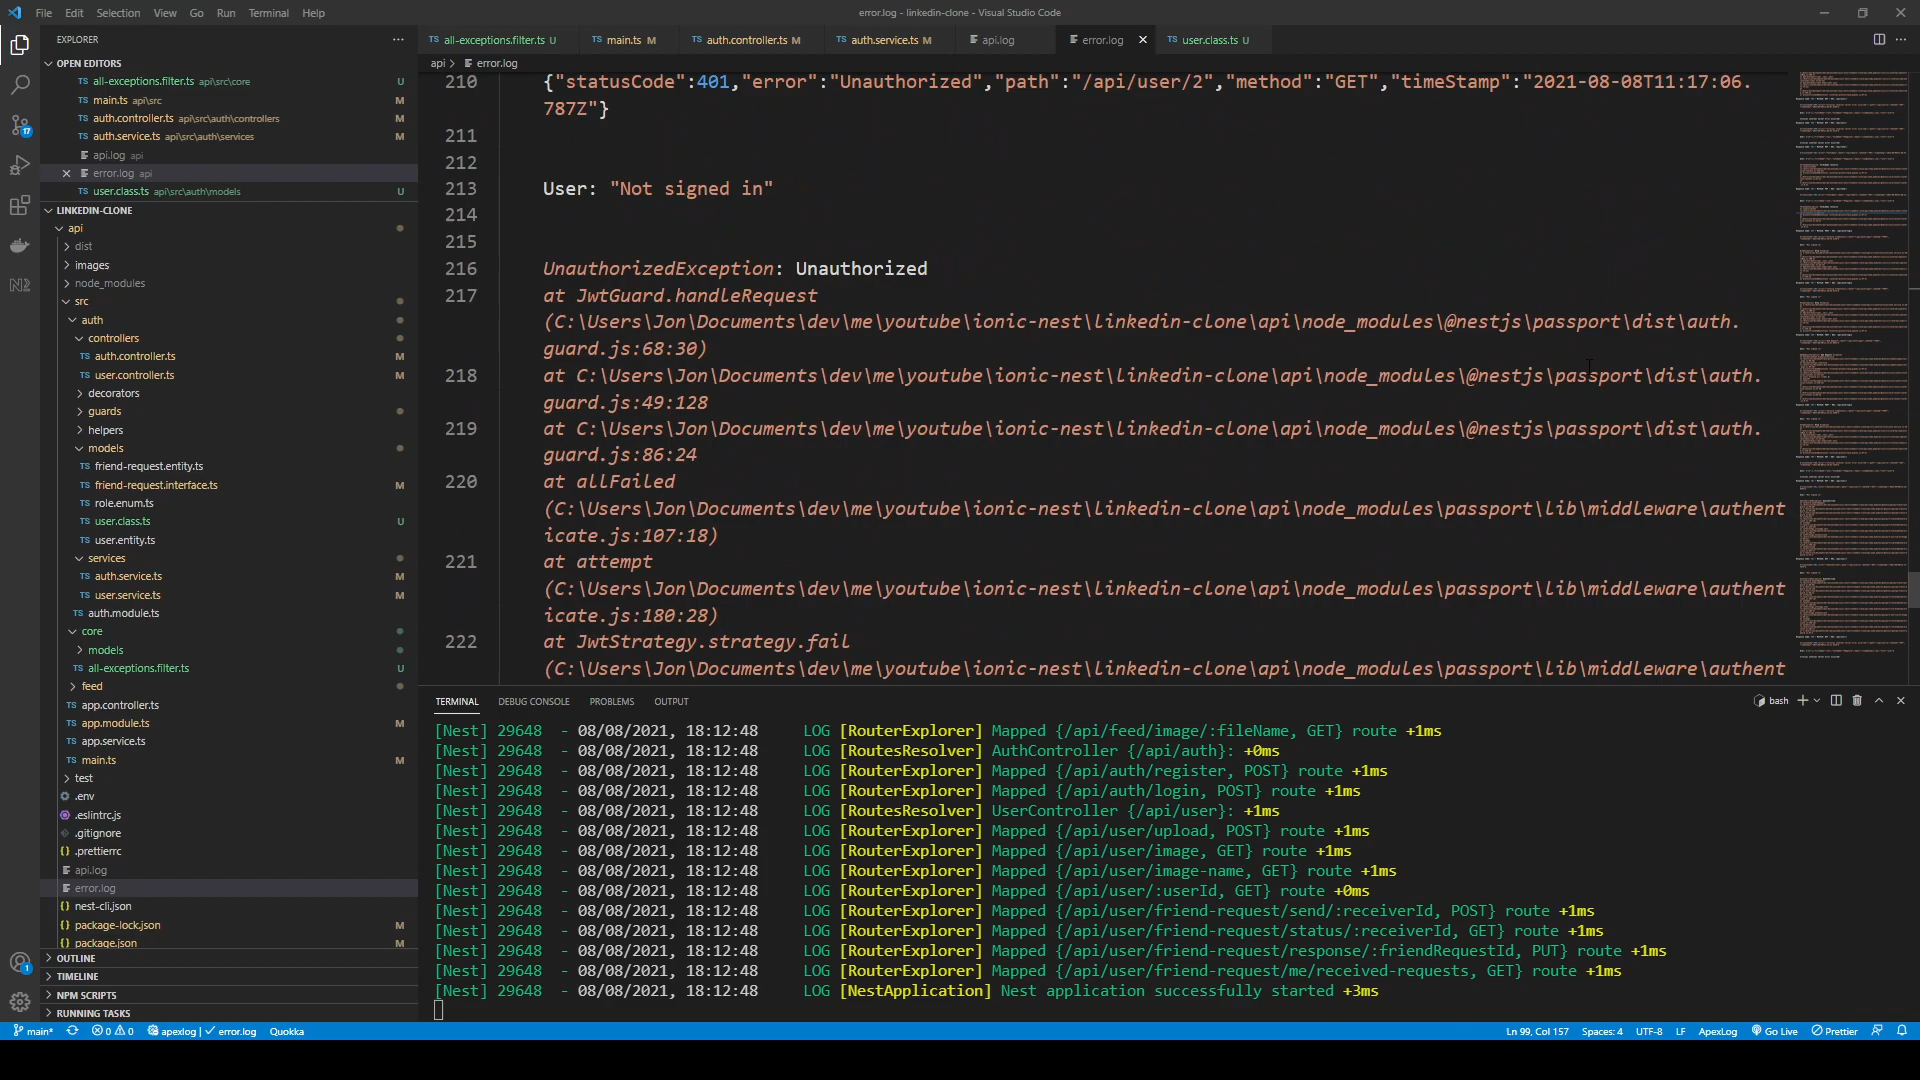 File Edit Selection View Go Run Terminal Help
error.log - linkedin-clone - Visual Studio Code
EXPLORER
OPEN EDITORS
TS all-exceptions.filter.ts api\src\core U
TS main.ts api\src M
TS auth.controller.ts api\src\auth\controllers M
TS auth.service.ts api\src\auth\services M
api.log api
error.log api
TS user.class.ts api\src\auth\models U
LINKEDIN-CLONE
api
dist
images
node_modules
src
auth
controllers
TS auth.controller.ts M
TS user.controller.ts M
decorators
guards
helpers
models
TS friend-request.entity.ts
TS friend-request.interface.ts M
TS role.enum.ts
TS user.class.ts U
TS user.entity.ts
services
TS auth.service.ts M
TS user.service.ts M
TS auth.module.ts
core
models
TS all-exceptions.filter.ts U
feed
TS app.controller.ts
TS app.module.ts M
TS app.service.ts
TS main.ts M
test
.env
.eslintrc.js
.gitignore
{} .prettierrc
api.log
error.log
{} nest-cli.json
{} package-lock.json M
{} package.json M
OUTLINE
TIMELINE
NPM SCRIPTS
RUNNING TASKS
17
1
TS all-exceptions.filter.ts U TS main.ts M TS auth.controller.ts M TS auth.service.ts M api.log error.log TS user.class.ts U
api > error.log
210 {"statusCode":401,"error":"Unauthorized","path":"/api/user/2","method":"GET","timeStamp":"2021-08-08T11:17:06.
787Z"}
211
212
213 User: "Not signed in"
214
215
216 UnauthorizedException: Unauthorized
217 at JwtGuard.handleRequest
(C:\Users\Jon\Documents\dev\me\youtube\ionic-nest\linkedin-clone\api\node_modules\@nestjs\passport\dist\auth.
guard.js:68:30)
218 at C:\Users\Jon\Documents\dev\me\youtube\ionic-nest\linkedin-clone\api\node_modules\@nestjs\passport\dist\auth.
guard.js:49:128
219 at C:\Users\Jon\Documents\dev\me\youtube\ionic-nest\linkedin-clone\api\node_modules\@nestjs\passport\dist\auth.
guard.js:86:24
220 at allFailed
(C:\Users\Jon\Documents\dev\me\youtube\ionic-nest\linkedin-clone\api\node_modules\passport\lib\middleware\authent
icate.js:107:18)
221 at attempt
(C:\Users\Jon\Documents\dev\me\youtube\ionic-nest\linkedin-clone\api\node_modules\passport\lib\middleware\authent
icate.js:180:28)
222 at JwtStrategy.strategy.fail
(C:\Users\Jon\Documents\dev\me\youtube\ionic-nest\linkedin-clone\api\node_modules\passport\lib\middleware\authent
TERMINAL DEBUG CONSOLE PROBLEMS OUTPUT
bash
[Nest] 29648 - 08/08/2021, 18:12:48 LOG [RouterExplorer] Mapped {/api/feed/image/:fileName, GET} route +1ms
[Nest] 29648 - 08/08/2021, 18:12:48 LOG [RoutesResolver] AuthController {/api/auth}: +0ms
[Nest] 29648 - 08/08/2021, 18:12:48 LOG [RouterExplorer] Mapped {/api/auth/register, POST} route +1ms
[Nest] 29648 - 08/08/2021, 18:12:48 LOG [RouterExplorer] Mapped {/api/auth/login, POST} route +1ms
[Nest] 29648 - 08/08/2021, 18:12:48 LOG [RoutesResolver] UserController {/api/user}: +1ms
[Nest] 29648 - 08/08/2021, 18:12:48 LOG [RouterExplorer] Mapped {/api/user/upload, POST} route +1ms
[Nest] 29648 - 08/08/2021, 18:12:48 LOG [RouterExplorer] Mapped {/api/user/image, GET} route +1ms
[Nest] 29648 - 08/08/2021, 18:12:48 LOG [RouterExplorer] Mapped {/api/user/image-name, GET} route +1ms
[Nest] 29648 - 08/08/2021, 18:12:48 LOG [RouterExplorer] Mapped {/api/user/:userId, GET} route +0ms
[Nest] 29648 - 08/08/2021, 18:12:48 LOG [RouterExplorer] Mapped {/api/user/friend-request/send/:receiverId, POST} route +1ms
[Nest] 29648 - 08/08/2021, 18:12:48 LOG [RouterExplorer] Mapped {/api/user/friend-request/status/:receiverId, GET} route +1ms
[Nest] 29648 - 08/08/2021, 18:12:48 LOG [RouterExplorer] Mapped {/api/user/friend-request/response/:friendRequestId, PUT} route +1ms
[Nest] 29648 - 08/08/2021, 18:12:48 LOG [RouterExplorer] Mapped {/api/user/friend-request/me/received-requests, GET} route +1ms
[Nest] 29648 - 08/08/2021, 18:12:48 LOG [NestApplication] Nest application successfully started +3ms
main* 0 0 apexlog | error.log Quokka Ln 99, Col 157 Spaces: 4 UTF-8 LF ApexLog Go Live Prettier